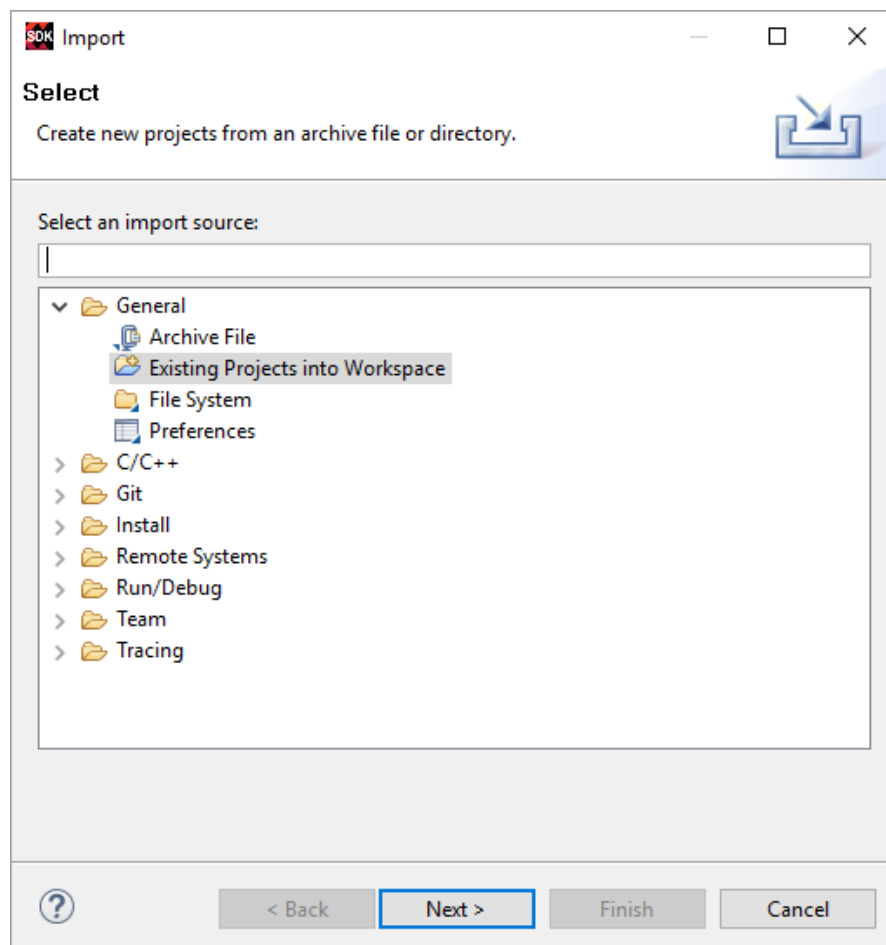 SDK Import
Select
Create new projects from an archive file or directory.
Select an import source:
General
Archive File
Existing Projects into Workspace
File System
Preferences
C/C++
Git
Install
Remote Systems
Run/Debug
Team
Tracing
? < Back Next > Finish Cancel